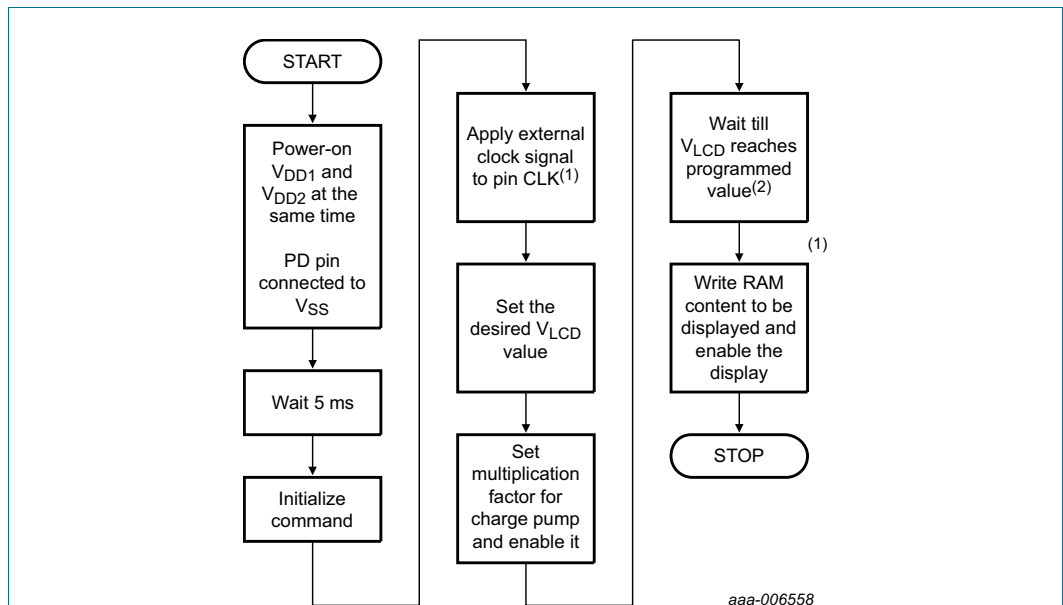 START
Power-on
VDD1 and
VDD2 at the
same time
PD pin
connected to
VSS
Wait 5 ms
Initialize
command
Apply external
clock signal
to pin CLK(1)
Set the
desired VLCD
value
Set
multiplication
factor for
charge pump
and enable it
Wait till
VLCD reaches
programmed
value(2)
(1)
Write RAM
content to be
displayed and
enable the
display
STOP
aaa-006558